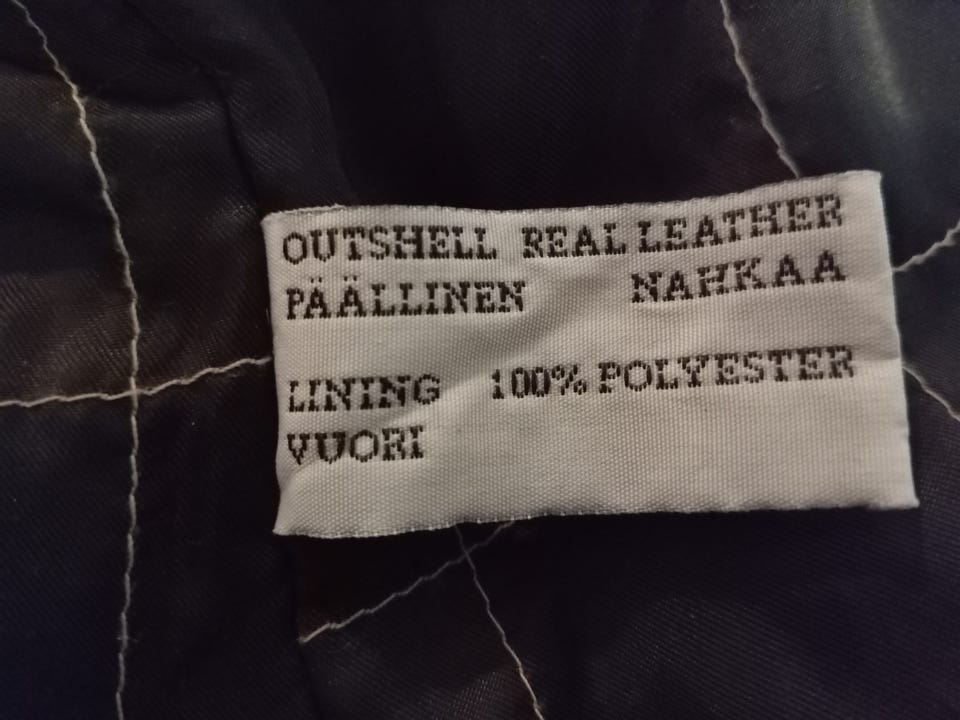 OUTSHELL REAL LEATHER
PÄÄLLINEN NAHKAA
LINING 100% POLYESTER
VUORI